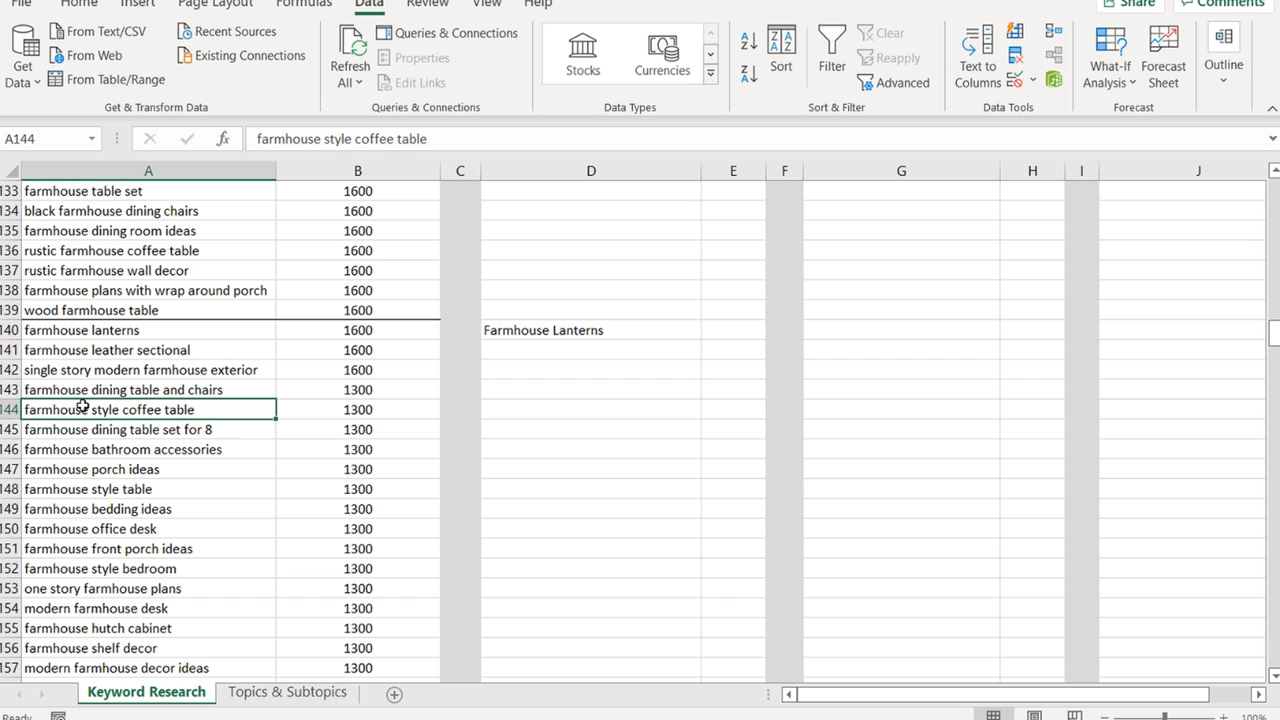 File Home Insert Page Layout Formulas Data Review View Help Share Comments
Get Data
From Text/CSV
From Web
From Table/Range
Recent Sources
Existing Connections
Get & Transform Data
Refresh All
Queries & Connections
Properties
Edit Links
Queries & Connections
Stocks
Currencies
Data Types
Sort
Filter
Clear
Reapply
Advanced
Sort & Filter
Text to Columns
Data Tools
What-If Analysis
Forecast Sheet
Forecast
Outline
A144 fx farmhouse style coffee table
A B C D E F G H I J
133 farmhouse table set 1600
134 black farmhouse dining chairs 1600
135 farmhouse dining room ideas 1600
136 rustic farmhouse coffee table 1600
137 rustic farmhouse wall decor 1600
138 farmhouse plans with wrap around porch 1600
139 wood farmhouse table 1600
140 farmhouse lanterns 1600 Farmhouse Lanterns
141 farmhouse leather sectional 1600
142 single story modern farmhouse exterior 1600
143 farmhouse dining table and chairs 1300
144 farmhouse style coffee table 1300
145 farmhouse dining table set for 8 1300
146 farmhouse bathroom accessories 1300
147 farmhouse porch ideas 1300
148 farmhouse style table 1300
149 farmhouse bedding ideas 1300
150 farmhouse office desk 1300
151 farmhouse front porch ideas 1300
152 farmhouse style bedroom 1300
153 one story farmhouse plans 1300
154 modern farmhouse desk 1300
155 farmhouse hutch cabinet 1300
156 farmhouse shelf decor 1300
157 modern farmhouse decor ideas 1300
Keyword Research Topics & Subtopics
Ready 100%